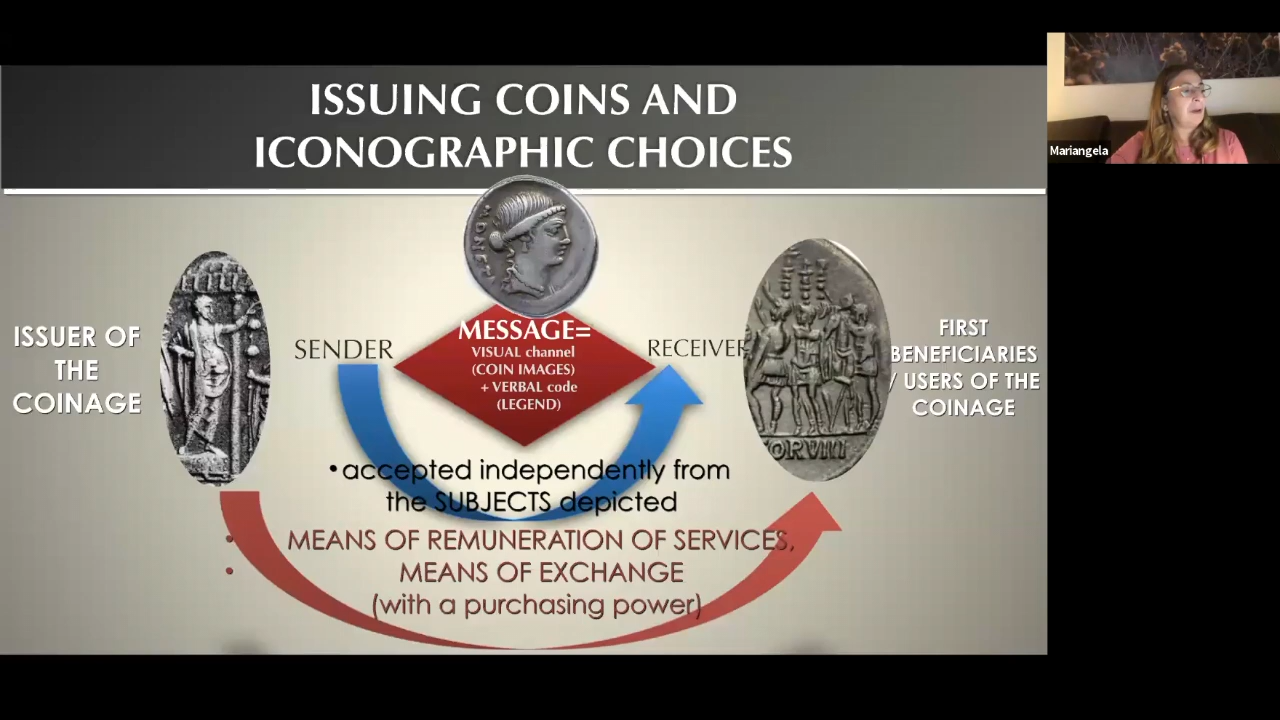 ISSUING COINS AND
ICONOGRAPHIC CHOICES
Mariangela
MONETA
ISSUER OF
THE
COINAGE
SENDER
MESSAGE=
VISUAL channel
(COIN IMAGES)
+ VERBAL code
(LEGEND)
RECEIVER
FIRST
BENEFICIARIES
/ USERS OF THE
COINAGE
ORVIII
• accepted independently from
the SUBJECTS depicted
• MEANS OF REMUNERATION OF SERVICES,
• MEANS OF EXCHANGE
(with a purchasing power)